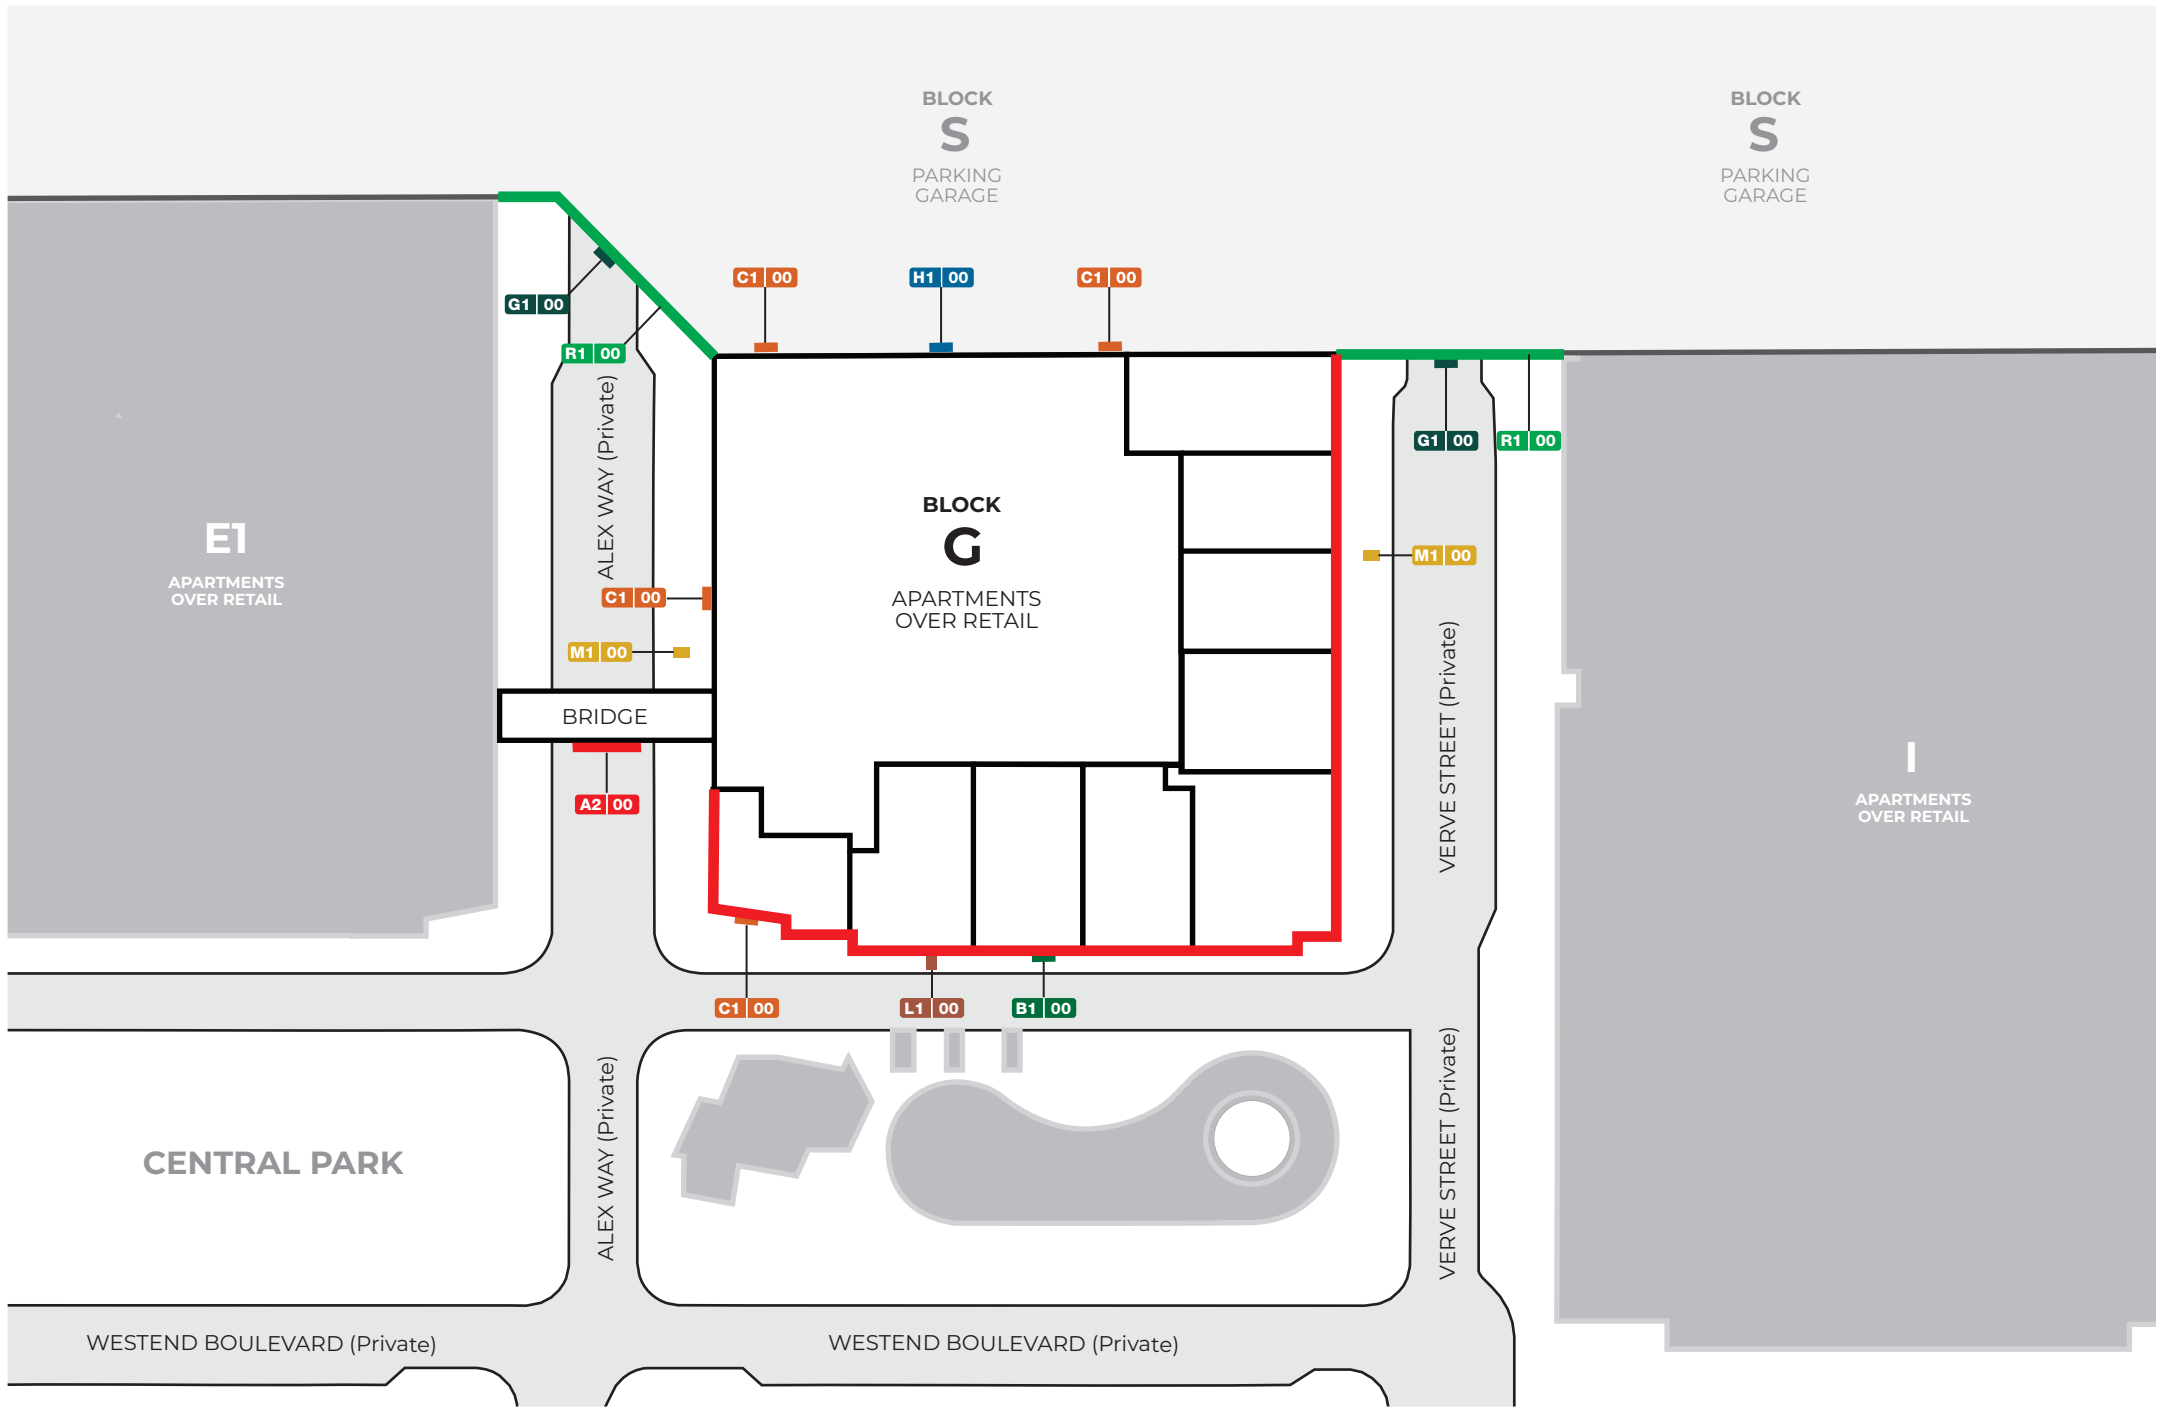 BLOCK
S
PARKING
GARAGE
BLOCK
S
PARKING
GARAGE
C1 00
H1 00
C1 00
G1 00
R1 00
ALEX WAY (Private)
G1 00
R1 00
BLOCK
G
APARTMENTS
OVER RETAIL
E1
APARTMENTS
OVER RETAIL
M1 00
C1 00
M1 00
BRIDGE
A2 00
VERVE STREET (Private)
I
APARTMENTS
OVER RETAIL
C1 00
L1 00
B1 00
CENTRAL PARK
ALEX WAY (Private)
VERVE STREET (Private)
WESTEND BOULEVARD (Private)
WESTEND BOULEVARD (Private)